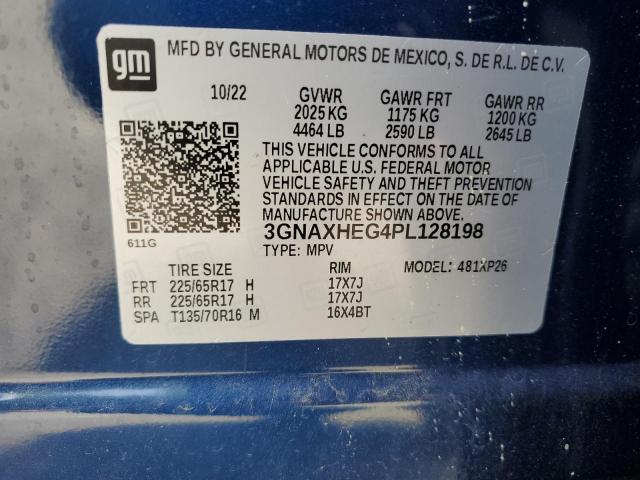 gm
MFD BY GENERAL MOTORS DE MEXICO, S. DE R.L. DE C.V.
10/22 GVWR GAWR FRT GAWR RR
2025 KG 1175 KG 1200 KG
4464 LB 2590 LB 2645 LB
THIS VEHICLE CONFORMS TO ALL
APPLICABLE U.S. FEDERAL MOTOR
VEHICLE SAFETY AND THEFT PREVENTION
STANDARDS IN EFFECT ON THE DATE OF
MANUFACTURE SHOWN ABOVE.
611G
3GNAXHEG4PL128198
TYPE: MPV
MODEL: 481XP26
TIRE SIZE RIM
FRT 225/65R17 H 17X7J
RR 225/65R17 H 17X7J
SPA T135/70R16 M 16X4BT